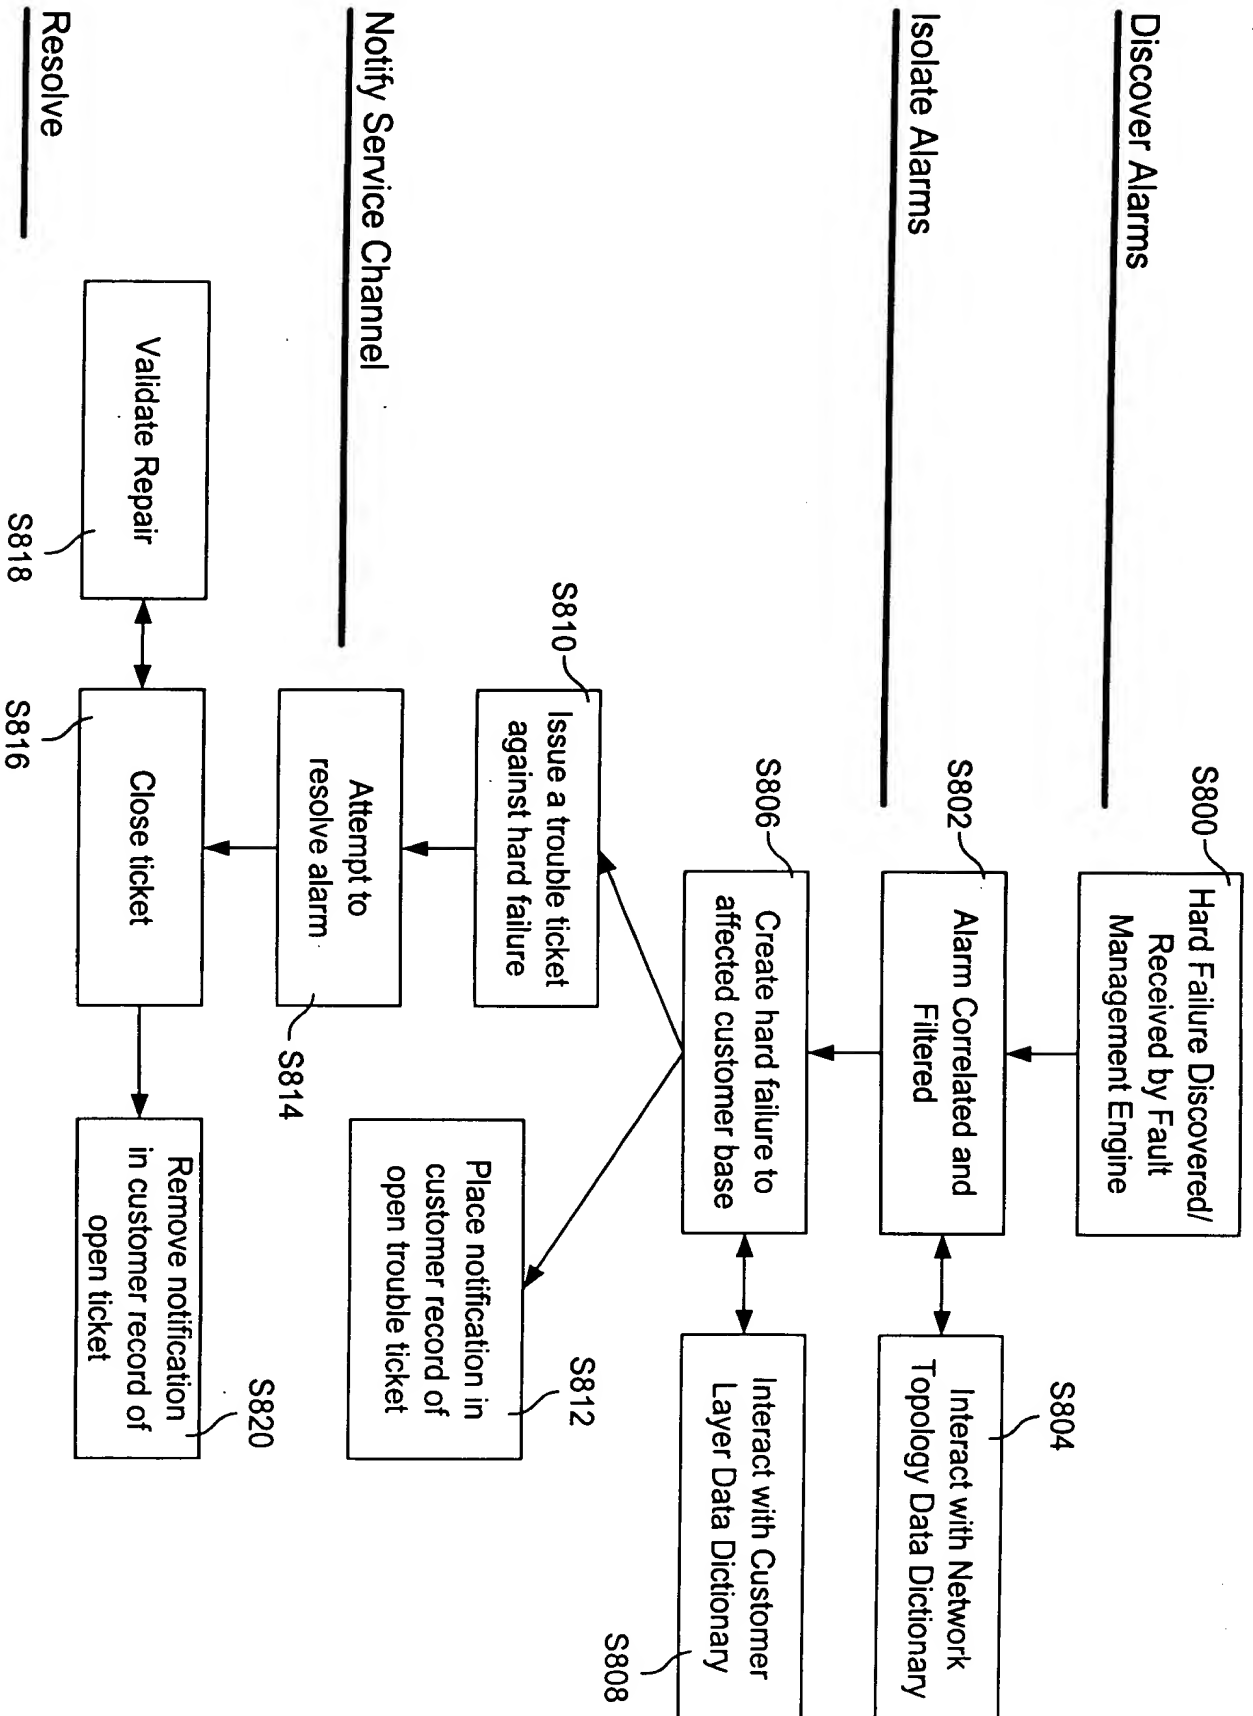 Discover Alarms
S800
Hard Failure Discovered/
Received by Fault
Management Engine
Isolate Alarms
S802
Alarm Correlated and
Filtered
S804
Interact with Network
Topology Data Dictionary
S806
Create hard failure to
affected customer base
Interact with Customer
Layer Data Dictionary
S808
S810
Issue a trouble ticket
against hard failure
S812
Place notification in
customer record of
open trouble ticket
Notify Service Channel
Attempt to
resolve alarm
S814
Validate Repair
S818
Close ticket
S816
S820
Remove notification
in customer record of
open ticket
Resolve